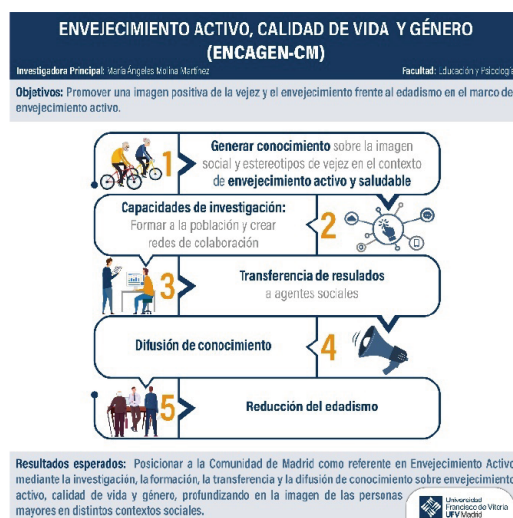 ENVEJECIMIENTO ACTIVO, CALIDAD DE VIDA Y GÉNERO
(ENCAGEN-CM)
Investigadora Principal: María Ángeles Molina Martínez
Facultad: Educación y Psicología
Objetivos: Promover una imagen positiva de la vejez y el envejecimiento frente al edadismo en el marco de
envejecimiento activo.
1
Generar conocimiento sobre la imagen
social y estereotipos de vejez en el contexto
de envejecimiento activo y saludable
Capacidades de investigación:
Formar a la población y crear
redes de colaboración
2
3
Transferencia de resulados
a agentes sociales
Difusión de conocimiento
4
5
Reducción del edadismo
Resultados esperados: Posicionar a la Comunidad de Madrid como referente en Envejecimiento Activo
mediante la investigación, la formación, la transferencia y la difusión de conocimiento sobre envejecimiento
activo, calidad de vida y género, profundizando en la imagen de las personas
mayores en distintos contextos sociales.
Universidad
Francisco de Vitoria
UFV Madrid